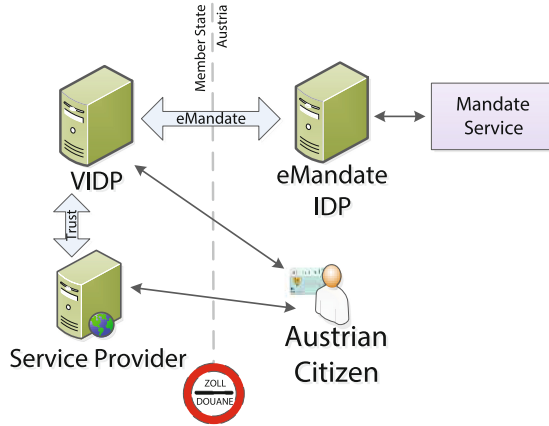 Member State
Austria
eMandate
Mandate
Service
VIDP
eMandate
IDP
Trust
Service Provider
Austrian
Citizen
ZOLL
DOUANE